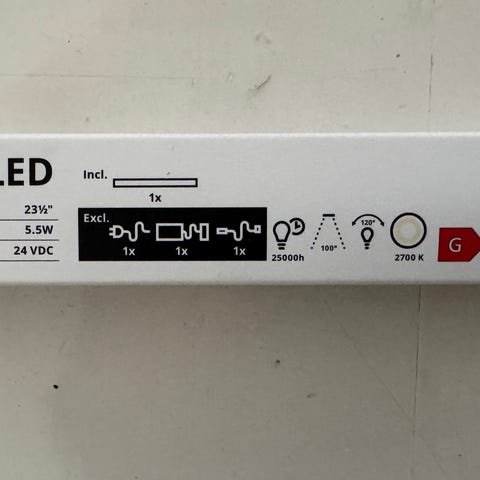 LED
23½"
5.5W
24 VDC
Incl.
1x
Excl.
1x 1x 1x
25000h
100°
120°
2700 K
G